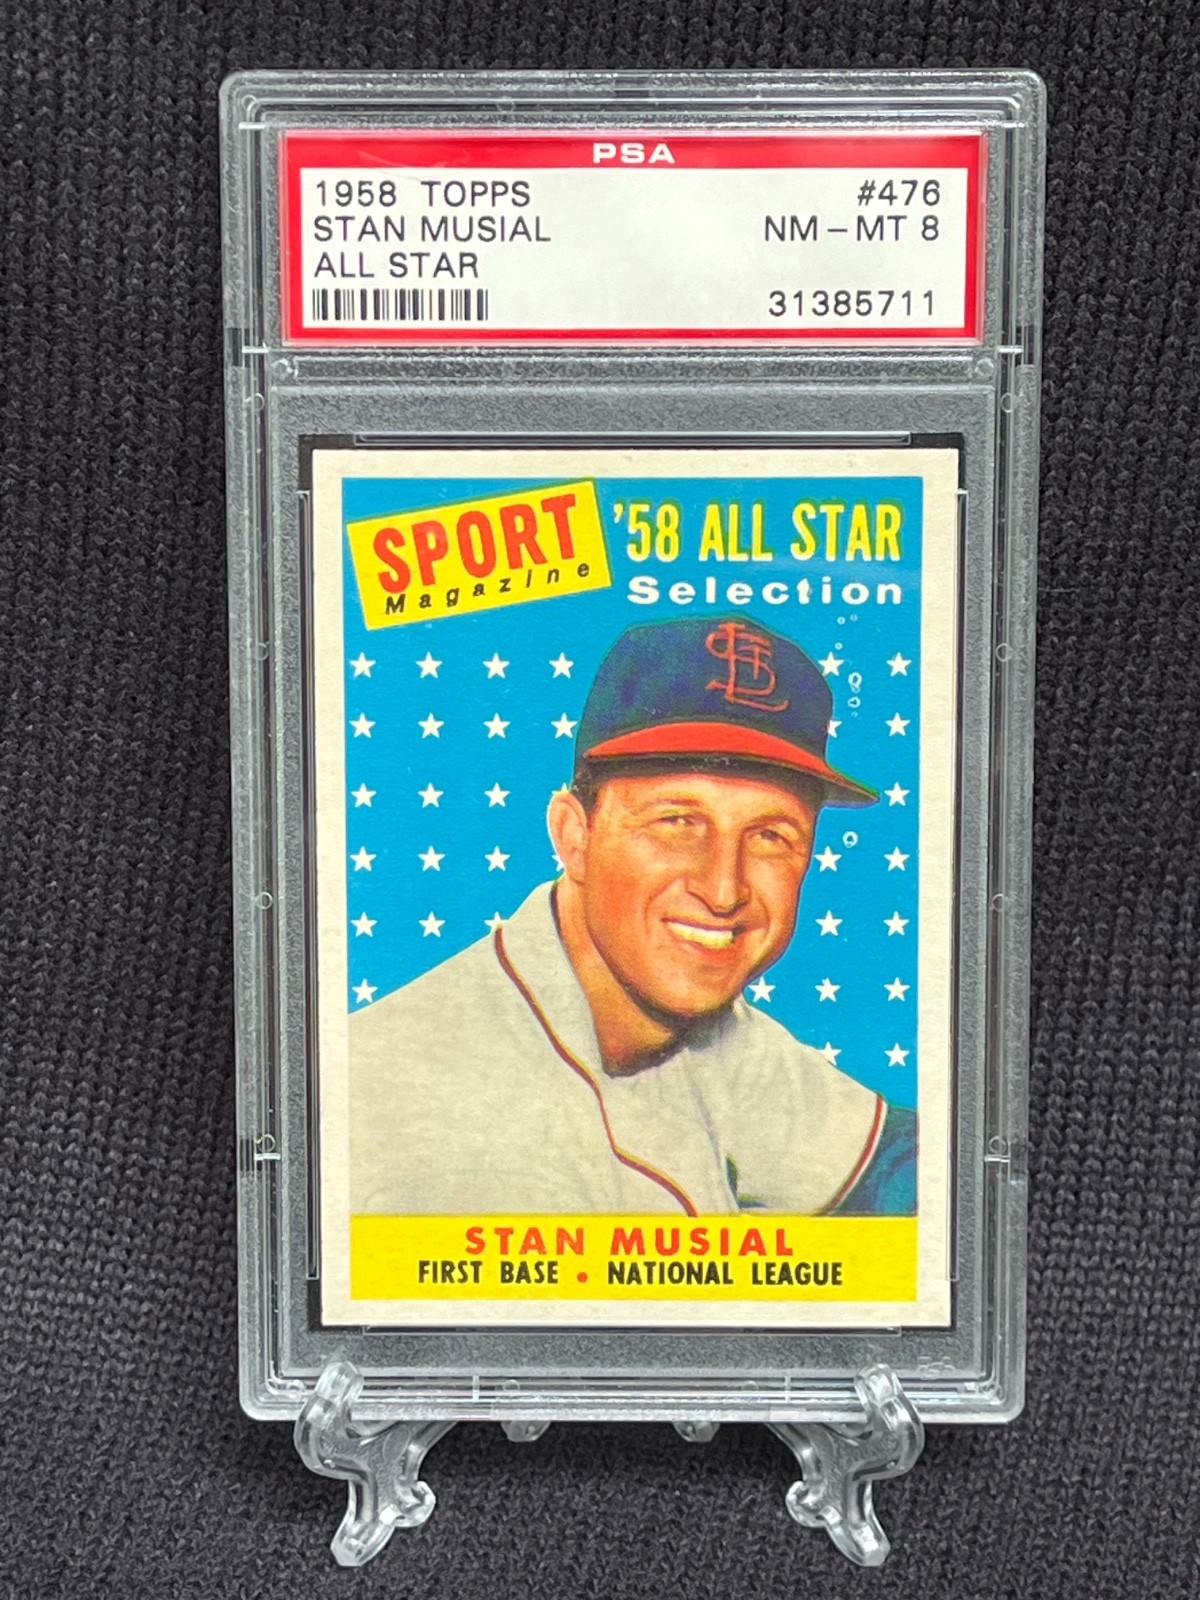 PSA
1958 TOPPS #476
STAN MUSIAL NM - MT 8
ALL STAR
31385711
SPORT
Magazine
'58 ALL STAR
Selection
STL
STAN MUSIAL
FIRST BASE • NATIONAL LEAGUE